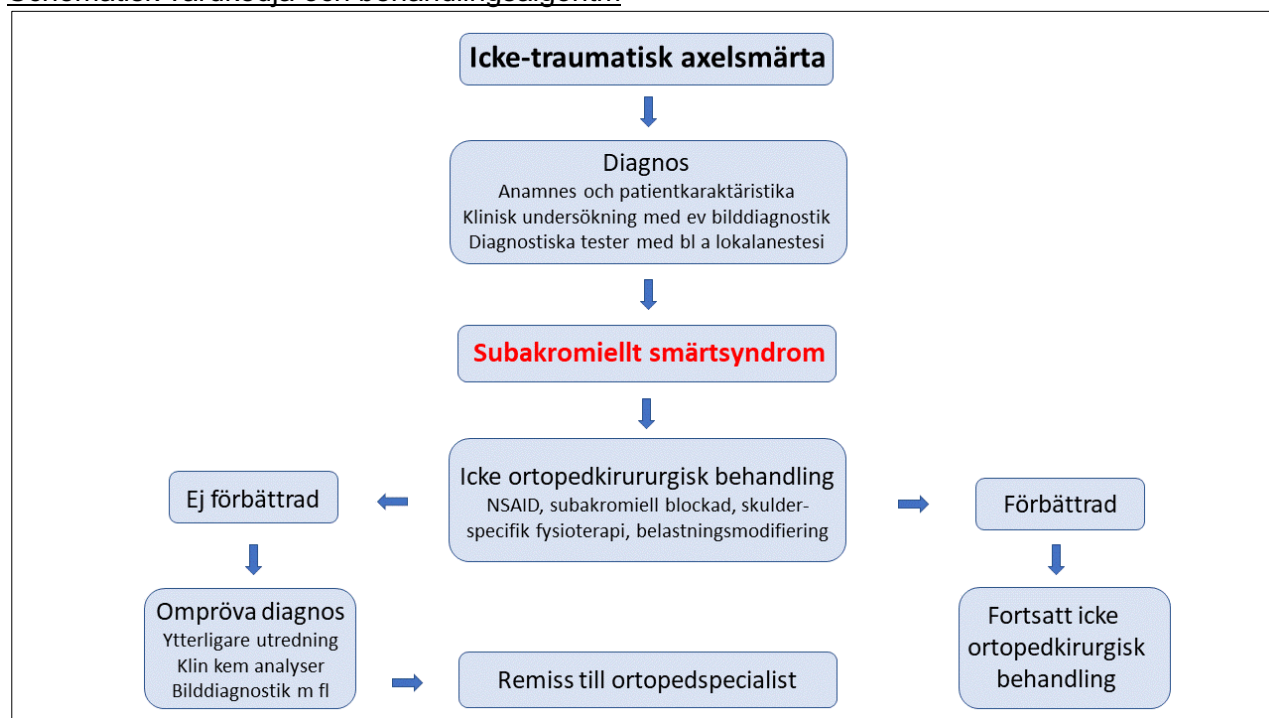 Icke-traumatisk axelsmärta
Diagnos
Anamnes och patientkaraktäristika
Klinisk undersökning med ev bilddiagnostik
Diagnostiska tester med bl a lokalanestesi
Subakromiellt smärtsyndrom
Icke ortopedkirururgisk behandling
NSAID, subakromiell blockad, skulder-
specifik fysioterapi, belastningsmodifiering
Ej förbättrad
Förbättrad
Ompröva diagnos
Ytterligare utredning
Klin kem analyser
Bilddiagnostik m fl
Remiss till ortopedspecialist
Fortsatt icke
ortopedkirurgisk
behandling